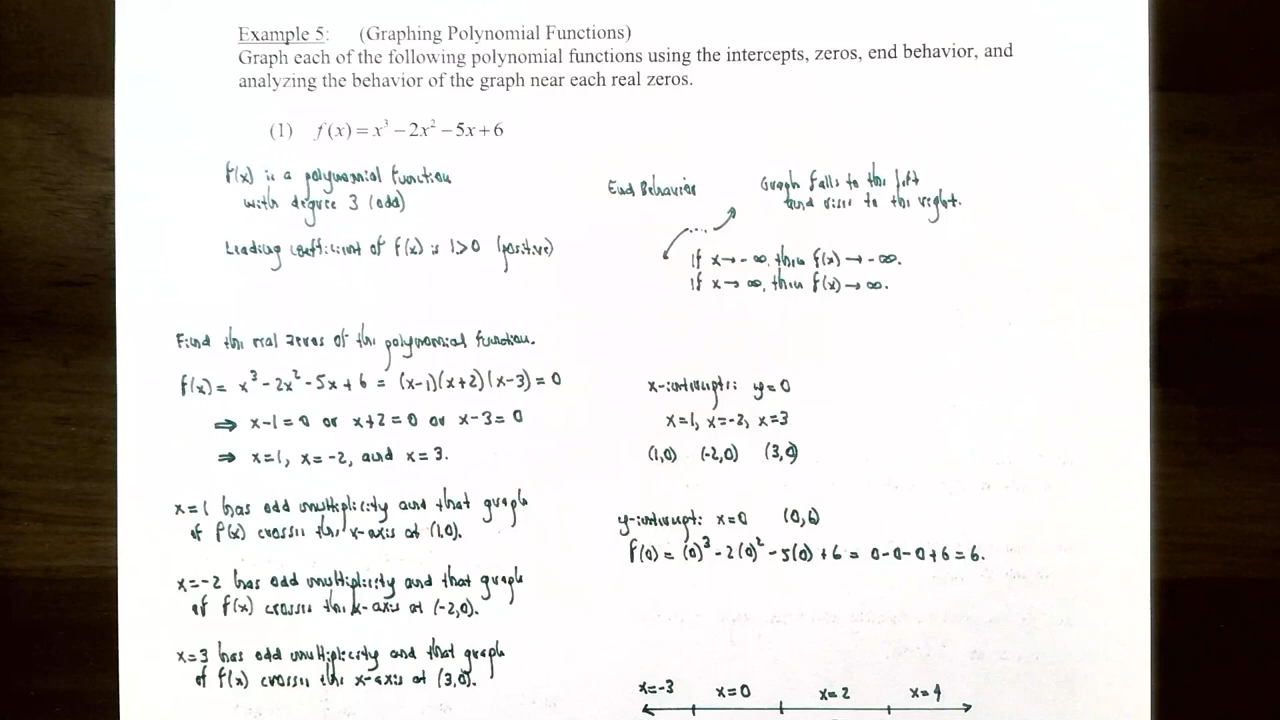 Example 5: (Graphing Polynomial Functions)
Graph each of the following polynomial functions using the intercepts, zeros, end behavior, and
analyzing the behavior of the graph near each real zeros.
(1) f(x) = x³ − 2x² − 5x + 6
f(x) is a polynomial function
with degree 3 (odd)
Leading coefficient of f(x) is 1>0 (positive)
End Behavior
Graph falls to the left
and rises to the right.
If x→ -∞, then f(x) → -∞.
If x→ ∞, then f(x) → ∞.
Find the real zeros of the polynomial function.
f(x) = x³ - 2x² - 5x + 6 = (x-1)(x+2)(x-3) = 0
⇒ x-1=0 or x+2=0 or x-3=0
⇒ x=1, x=-2, and x=3.
x=1 has odd multiplicity and that graph
of f(x) crosses the x-axis at (1,0).
x=-2 has odd multiplicity and that graph
of f(x) crosses the x-axis at (-2,0).
x=3 has odd multiplicity and that graph
of f(x) crosses the x-axis at (3,0).
x-intercepts: y=0
x=1, x=-2, x=3
(1,0) (-2,0) (3,0)
y-intercept: x=0 (0,6)
f(0) = (0)³ - 2(0)² - 5(0) + 6 = 0-0-0+6 = 6.
x=-3 x=0 x=2 x=4